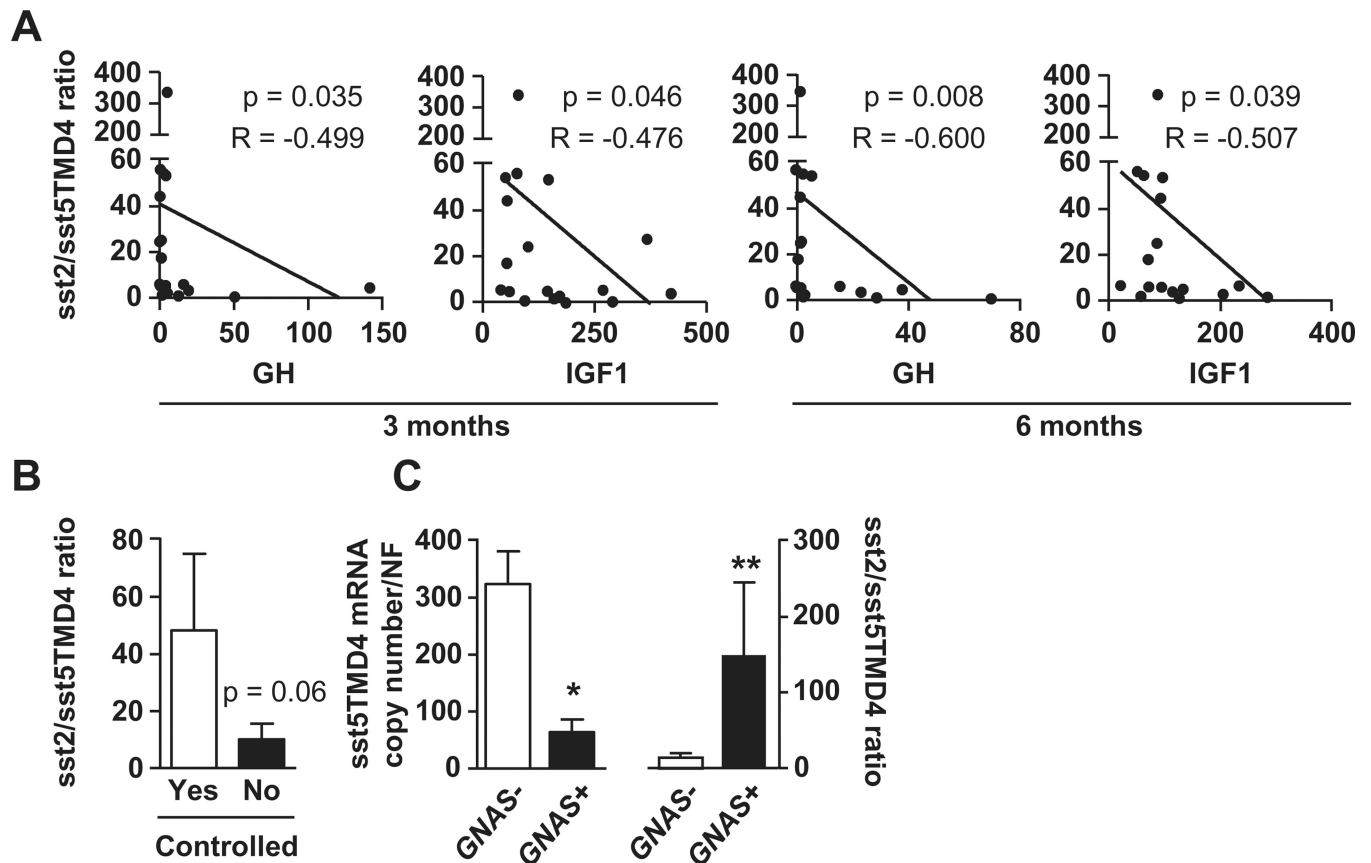 A
sst2/sst5TMD4 ratio
400
300
200
60
40
20
0
p = 0.035
R = -0.499
0 50 100 150
GH
400
300
200
60
40
20
0
p = 0.046
R = -0.476
0 250 500
IGF1
3 months
400
300
200
60
40
20
0
p = 0.008
R = -0.600
0 40 80
GH
400
300
200
60
40
20
0
p = 0.039
R = -0.507
0 200 400
IGF1
6 months
B
sst2/sst5TMD4 ratio
80
60
40
20
0
p = 0.06
Yes No
Controlled
C
sst5TMD4 mRNA
copy number/NF
400
300
200
100
0
*
GNAS-
GNAS+
**
300
200
100
0
sst2/sst5TMD4 ratio
GNAS-
GNAS+